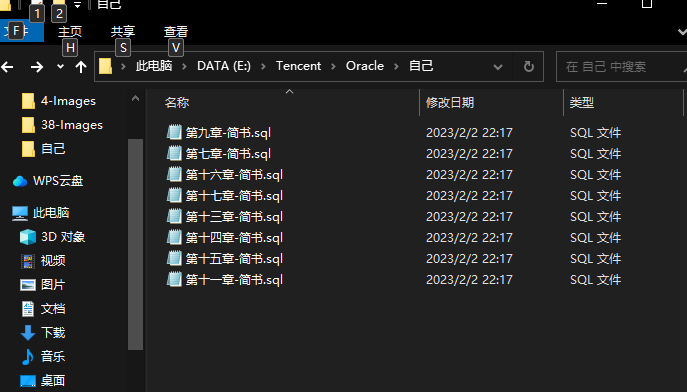 自己
1 2
文件 主页 共享 查看
F H S V
此电脑 DATA (E:) Tencent Oracle 自己
在 自己 中搜索
4-Images
38-Images
自己
WPS云盘
此电脑
3D 对象
视频
图片
文档
下载
音乐
桌面
名称 修改日期 类型
第九章-简书.sql 2023/2/2 22:17 SQL 文件
第七章-简书.sql 2023/2/2 22:17 SQL 文件
第十六章-简书.sql 2023/2/2 22:17 SQL 文件
第十七章-简书.sql 2023/2/2 22:17 SQL 文件
第十三章-简书.sql 2023/2/2 22:17 SQL 文件
第十四章-简书.sql 2023/2/2 22:17 SQL 文件
第十五章-简书.sql 2023/2/2 22:17 SQL 文件
第十一章-简书.sql 2023/2/2 22:17 SQL 文件